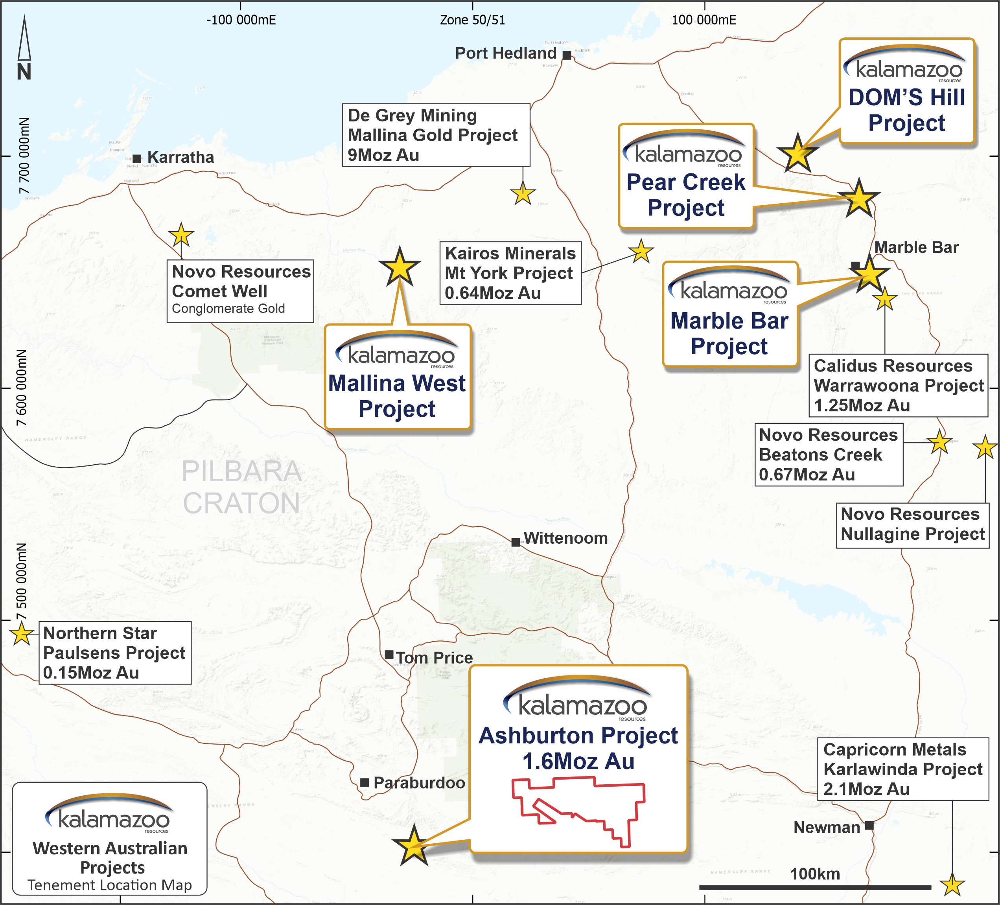 -100 000mE
Zone 50/51
100 000mE
N
Port Hedland
kalamazoo
resources
DOM'S Hill
Project
De Grey Mining
Mallina Gold Project
9Moz Au
7 700 000mN
Karratha
kalamazoo
resources
Pear Creek
Project
Novo Resources
Comet Well
Conglomerate Gold
Kairos Minerals
Mt York Project
0.64Moz Au
Marble Bar
kalamazoo
resources
Marble Bar
Project
kalamazoo
resources
Mallina West
Project
7 600 000mN
Calidus Resources
Warrawoona Project
1.25Moz Au
HAMERSLEY RANGE
Novo Resources
Beatons Creek
0.67Moz Au
PILBARA
CRATON
Novo Resources
Nullagine Project
Wittenoom
7 500 000mN
Northern Star
Paulsens Project
0.15Moz Au
Tom Price
kalamazoo
resources
Ashburton Project
1.6Moz Au
Capricorn Metals
Karlawinda Project
2.1Moz Au
Paraburdoo
Newman
kalamazoo
resources
Western Australian
Projects
Tenement Location Map
HAMERSLEY RANGE
100km